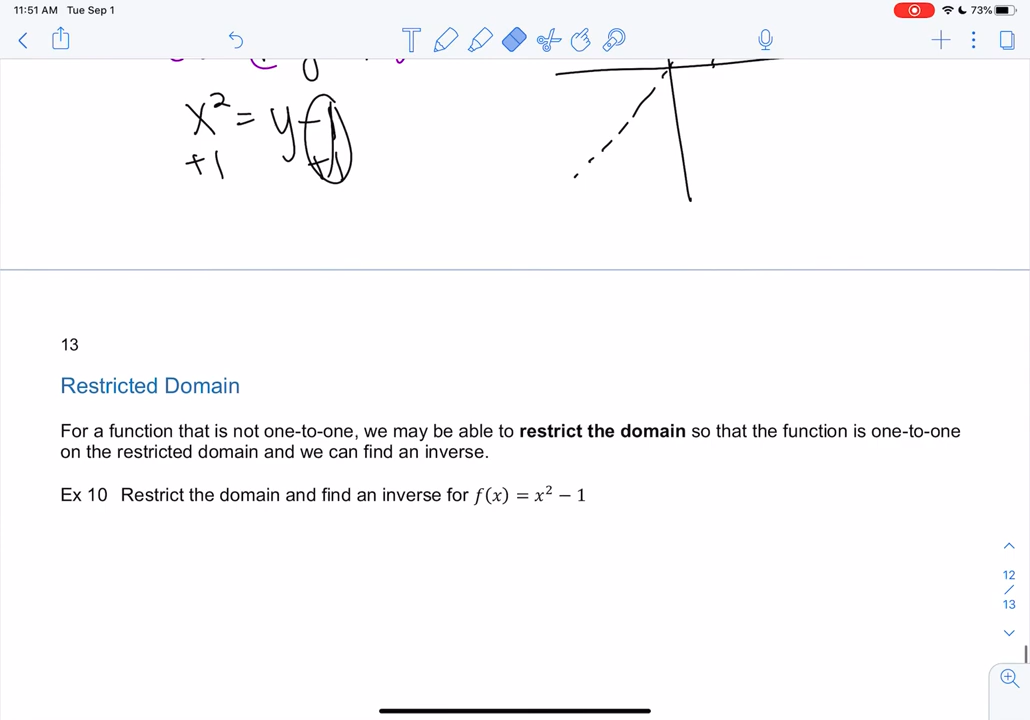 11:51 AM Tue Sep 1
73%
x² = y - 1
+1 +1
13
Restricted Domain
For a function that is not one-to-one, we may be able to restrict the domain so that the function is one-to-one
on the restricted domain and we can find an inverse.
Ex 10 Restrict the domain and find an inverse for f(x) = x² − 1
12
/
13